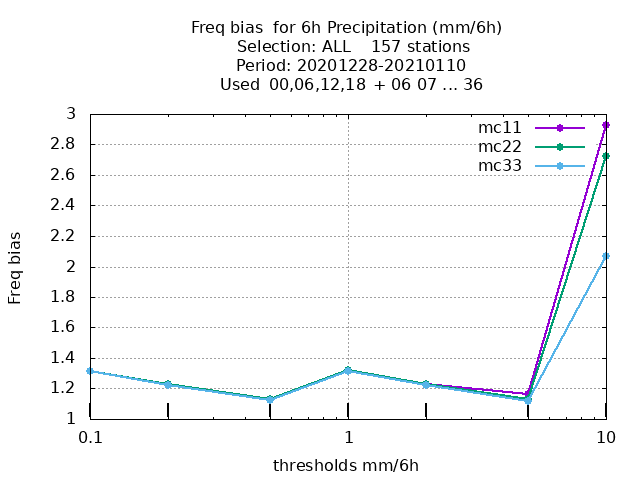 Freq bias  for 6h Precipitation (mm/6h)
Selection: ALL    157 stations
Period: 20201228-20210110
Used  00,06,12,18  + 06 07 ... 36
3
2.8
2.6
2.4
2.2
2
1.8
1.6
1.4
1.2
1
Freq bias
mc11
mc22
mc33
0.1
1
10
thresholds mm/6h